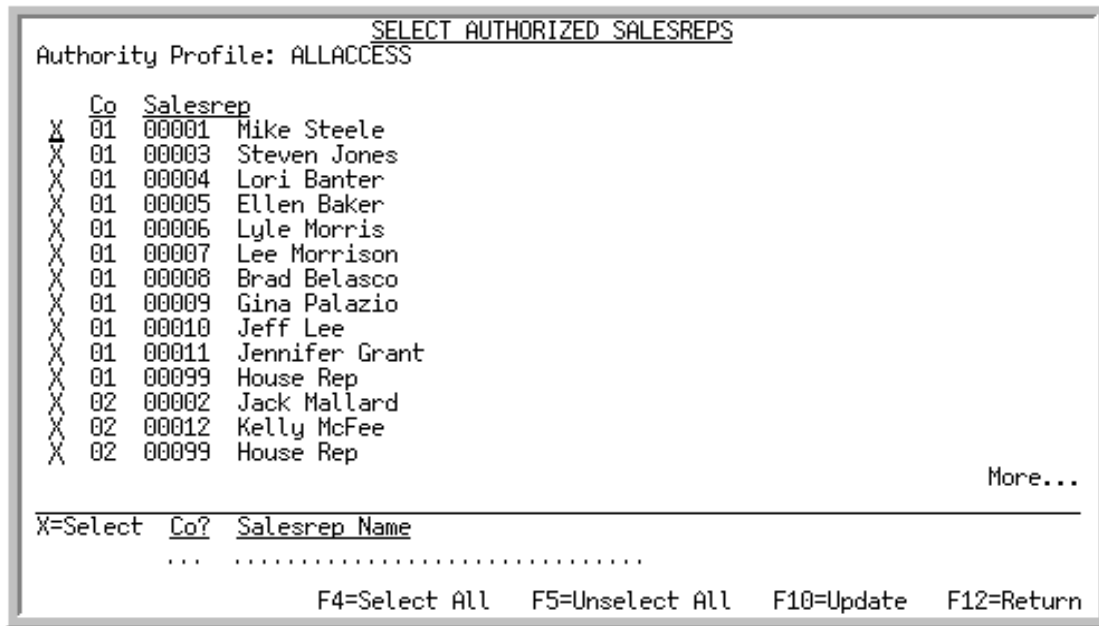 SELECT AUTHORIZED SALESREPS
Authority Profile: ALLACCESS
Co Salesrep
X 01 00001 Mike Steele
X 01 00003 Steven Jones
X 01 00004 Lori Banter
X 01 00005 Ellen Baker
X 01 00006 Lyle Morris
X 01 00007 Lee Morrison
X 01 00008 Brad Belasco
X 01 00009 Gina Palazio
X 01 00010 Jeff Lee
X 01 00011 Jennifer Grant
X 01 00099 House Rep
X 02 00002 Jack Mallard
X 02 00012 Kelly McFee
X 02 00099 House Rep
More...
X=Select Co? Salesrep Name
... ...............................
F4=Select All F5=Unselect All F10=Update F12=Return